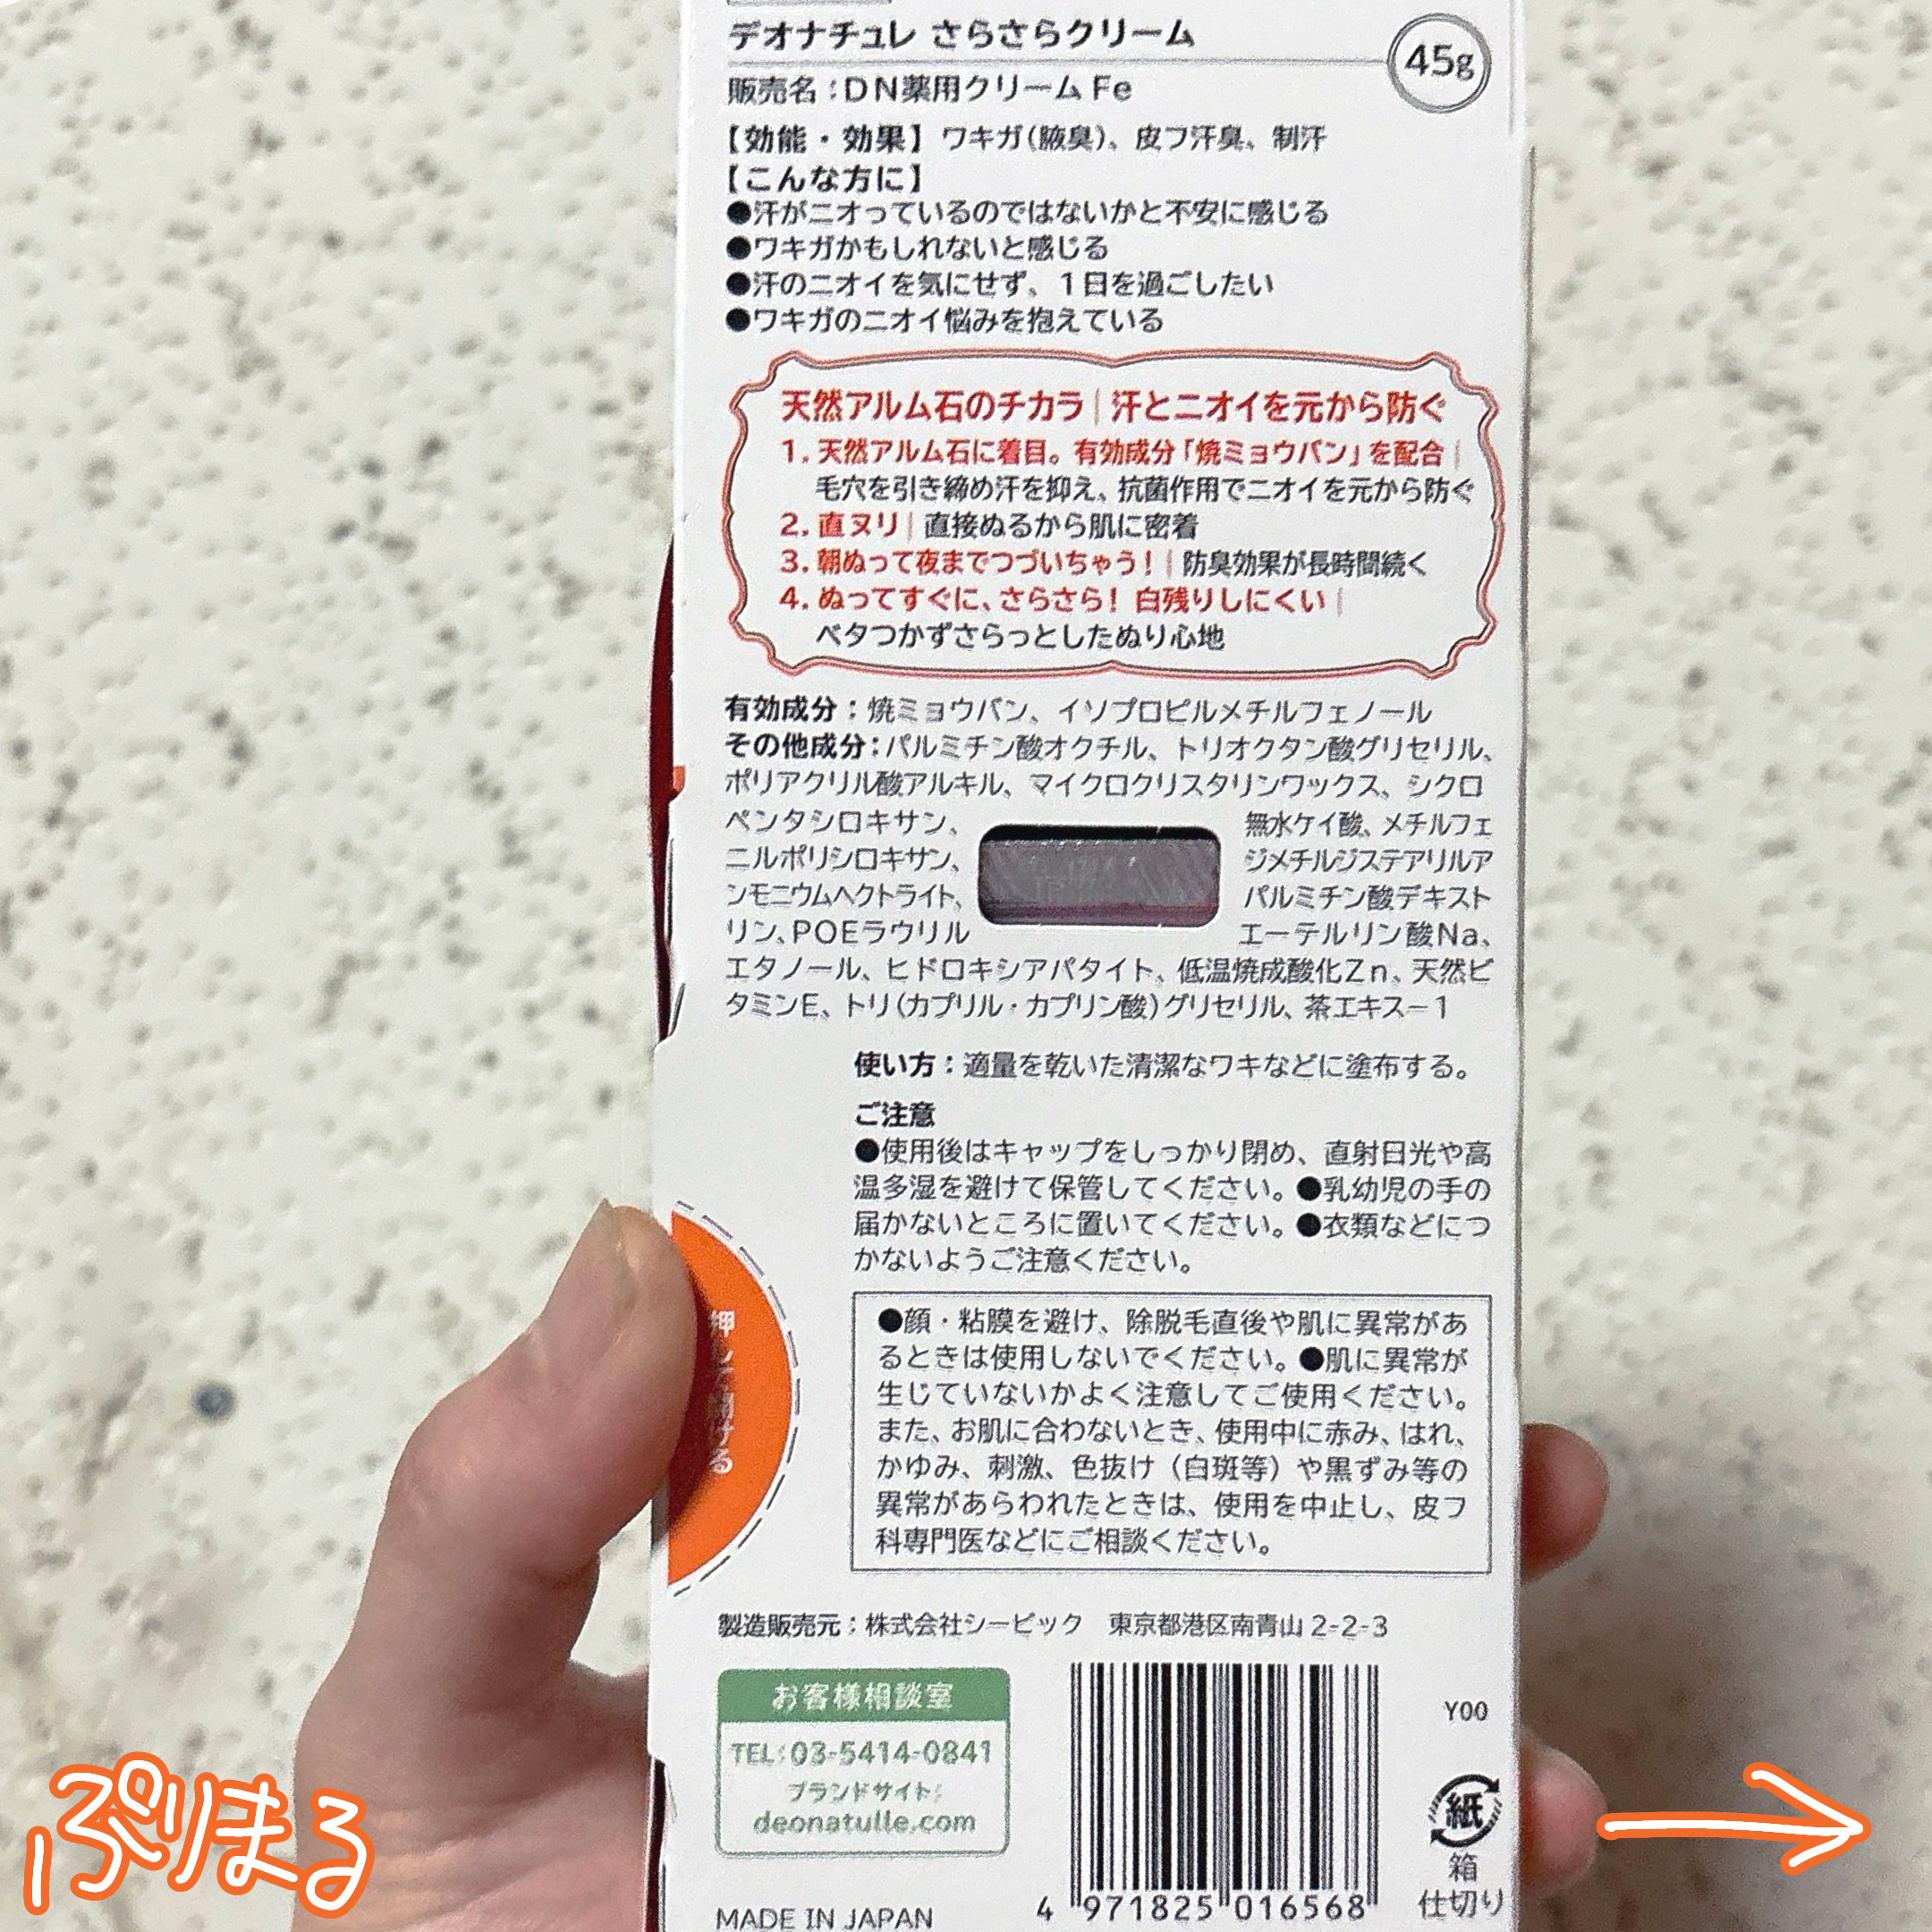 デオナチュレ さらさらクリーム
45g
販売名:DN薬用クリームFe
【効能・効果】ワキガ(腋臭)、皮フ汗臭、制汗
【こんな方に】
●汗がニオっているのではないかと不安に感じる
●ワキガかもしれないと感じる
●汗のニオイを気にせず、1日を過ごしたい
●ワキガのニオイ悩みを抱えている
天然アルム石のチカラ|汗とニオイを元から防ぐ
1.天然アルム石に着目。有効成分「焼ミョウバン」を配合|
毛穴を引き締め汗を抑え、抗菌作用でニオイを元から防ぐ
2.直ヌリ|直接ぬるから肌に密着
3.朝ぬって夜までつづいちゃう!|防臭効果が長時間続く
4.ぬってすぐに、さらさら!白残りしにくい|
ベタつかずさらっとしたぬり心地
有効成分:焼ミョウバン、イソプロピルメチルフェノール
その他成分:パルミチン酸オクチル、トリオクタン酸グリセリル、
ポリアクリル酸アルキル、マイクロクリスタリンワックス、シクロ
ペンタシロキサン、無水ケイ酸、メチルフェ
ニルポリシロキサン、ジメチルジステアリルア
ンモニウムヘクトライト、パルミチン酸デキスト
リン、POEラウリルエーテルリン酸Na、
エタノール、ヒドロキシアパタイト、低温焼成酸化Zn、天然ビ
タミンE、トリ(カプリル・カプリン酸)グリセリル、茶エキス-1
使い方:適量を乾いた清潔なワキなどに塗布する。
ご注意
●使用後はキャップをしっかり閉め、直射日光や高
温多湿を避けて保管してください。●乳幼児の手の
届かないところに置いてください。●衣類などにつ
かないようご注意ください。
●顔・粘膜を避け、除脱毛直後や肌に異常があ
るときは使用しないでください。●肌に異常が
生じていないかよく注意してご使用ください。
また、お肌に合わないとき、使用中に赤み、はれ、
かゆみ、刺激、色抜け（白斑等）や黒ずみ等の
異常があらわれたときは、使用を中止し、皮フ
科専門医などにご相談ください。
製造販売元:株式会社シービック 東京都港区南青山2-2-3
お客様相談室
TEL:03-5414-0841
ブランドサイト:
deonatulle.com
MADE IN JAPAN
4 971825 016568
Y00
紙
箱
仕切り
ぷりまる